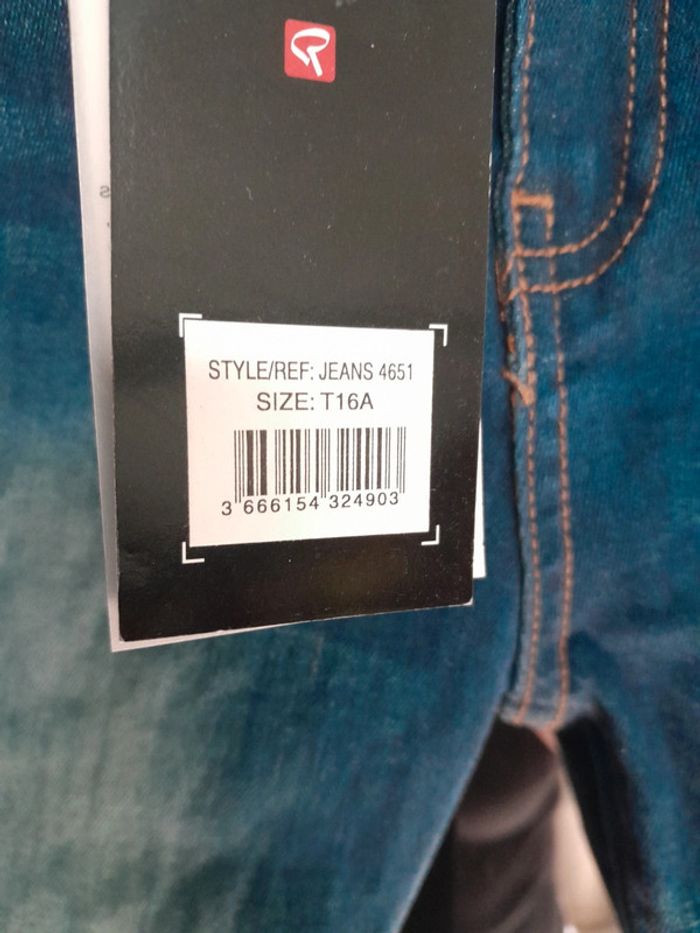 STYLE/REF: JEANS 4651
SIZE: T16A
3 666154 324903